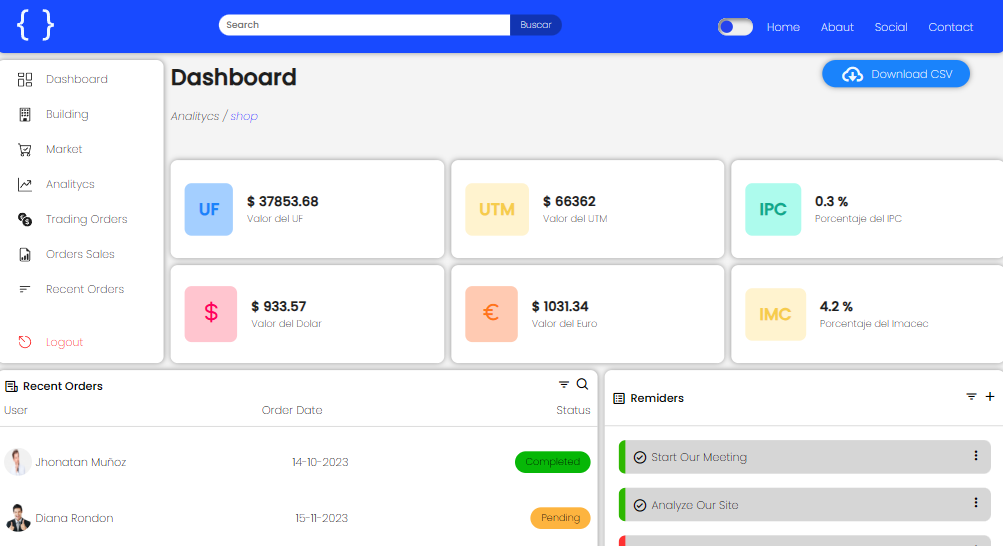 { }
Search
Buscar
Home
Abaut
Social
Contact
Dashboard
Building
Market
Analitycs
Trading Orders
Orders Sales
Recent Orders
Logout
Dashboard
Analitycs / shop
Download CSV
UF
$ 37853.68
Valor del UF
UTM
$ 66362
Valor del UTM
IPC
0.3 %
Porcentaje del IPC
$
$ 933.57
Valor del Dolar
€
$ 1031.34
Valor del Euro
IMC
4.2 %
Porcentaje del Imacec
Recent Orders
User Order Date Status
Jhonatan Muñoz 14-10-2023 Completed
Diana Rondon 15-11-2023 Pending
Remiders
Start Our Meeting
Analyze Our Site